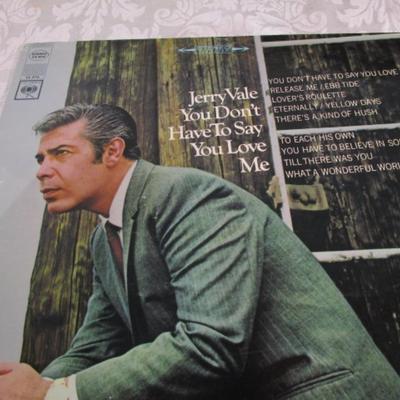 STEREO
Jerry Vale
You Don't
Have To Say
You Love
Me
YOU DON'T HAVE TO SAY YOU LOVE
RELEASE ME / EBB TIDE
LOVER'S ROULETTE
ETERNALLY / YELLOW DAYS
THERE'S A KIND OF HUSH
TO EACH HIS OWN
YOU HAVE TO BELIEVE IN SO
TILL THERE WAS YOU
WHAT A WONDERFUL WORL